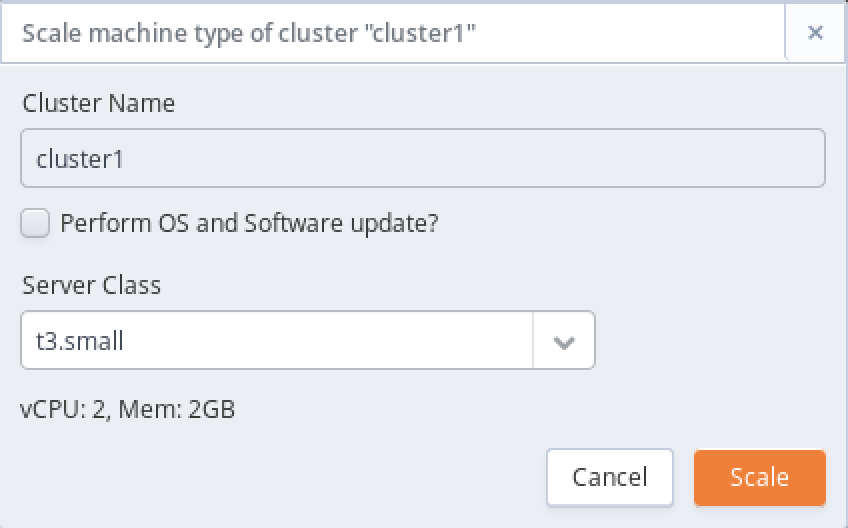 Scale machine type of cluster "cluster1"
Cluster Name
cluster1
Perform OS and Software update?
Server Class
t3.small
vCPU: 2, Mem: 2GB
Cancel Scale